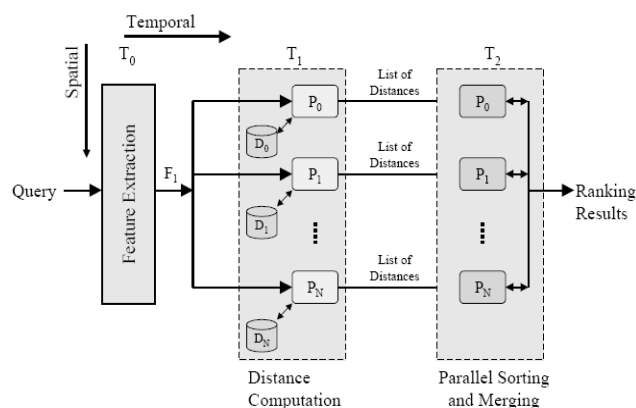 Temporal
Spatial
T0
T1
T2
List of
Distances
P0
P0
D0
Feature Extraction
Query
F1
List of
Distances
P1
P1
D1
Ranking
Results
List of
Distances
PN
PN
DN
Distance
Computation
Parallel Sorting
and Merging